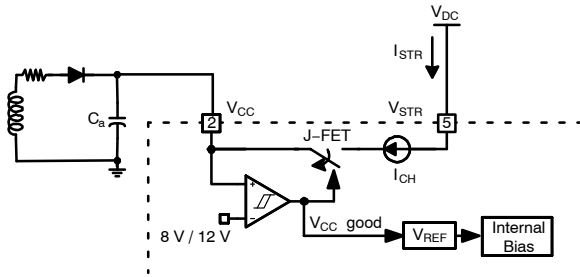 V_DC
I_STR
C_a
2 V_CC
V_STR 5
J-FET
I_CH
+
−
8 V / 12 V
V_CC good
V_REF
Internal
Bias